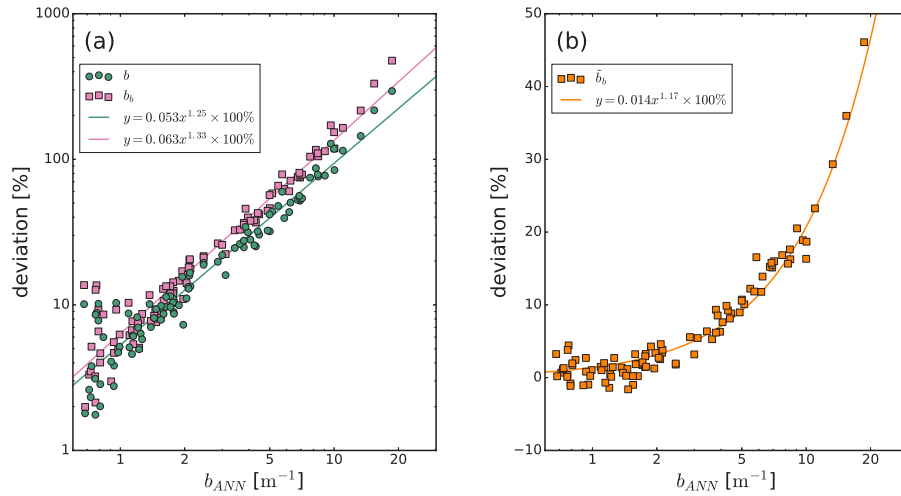 (a)
b
b_b
y = 0.053x^{1.25} × 100%
y = 0.063x^{1.33} × 100%
1000
100
10
1
deviation [%]
1 2 10 20
b_{ANN} [m^{−1}]
(b)
b̃_b
y = 0.014x^{1.17} × 100%
50
40
30
20
10
0
−10
deviation [%]
1 2 10 20
b_{ANN} [m^{−1}]